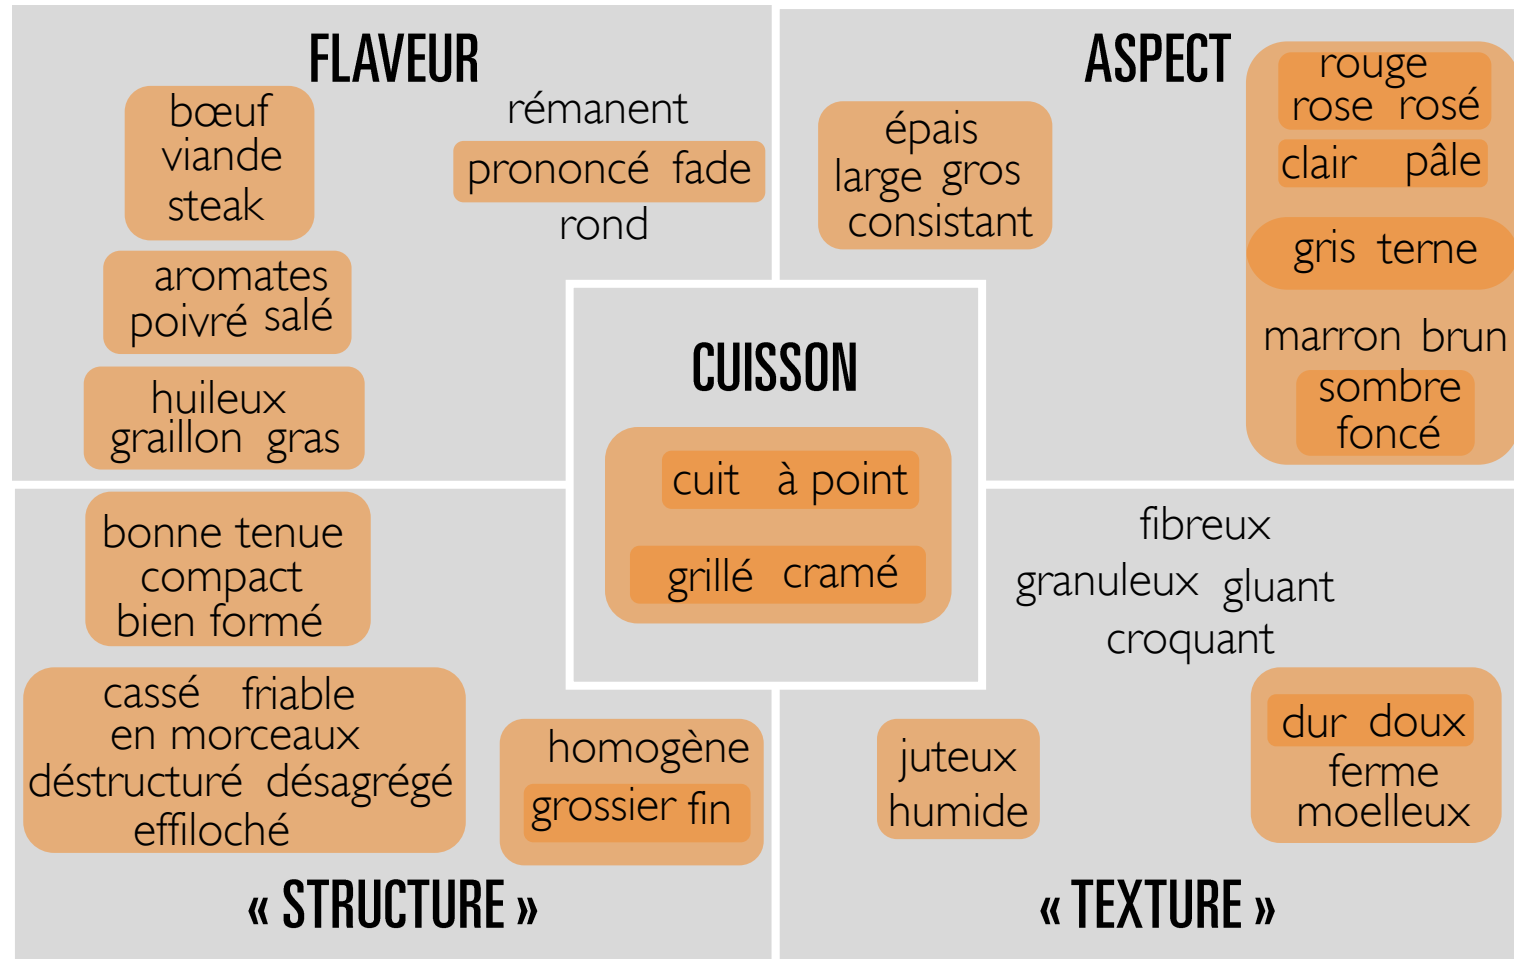 FLAVEUR
bœuf
viande
steak
rémanent
prononcé fade
rond
aromates
poivré salé
huileux
graillon gras
ASPECT
épais
large gros
consistant
rouge
rose rosé
clair pâle
gris terne
marron brun
sombre
foncé
CUISSON
cuit à point
grillé cramé
bonne tenue
compact
bien formé
cassé friable
en morceaux
déstructuré désagrégé
effiloché
homogène
grossier fin
« STRUCTURE »
fibreux
granuleux gluant
croquant
juteux
humide
dur doux
ferme
moelleux
« TEXTURE »